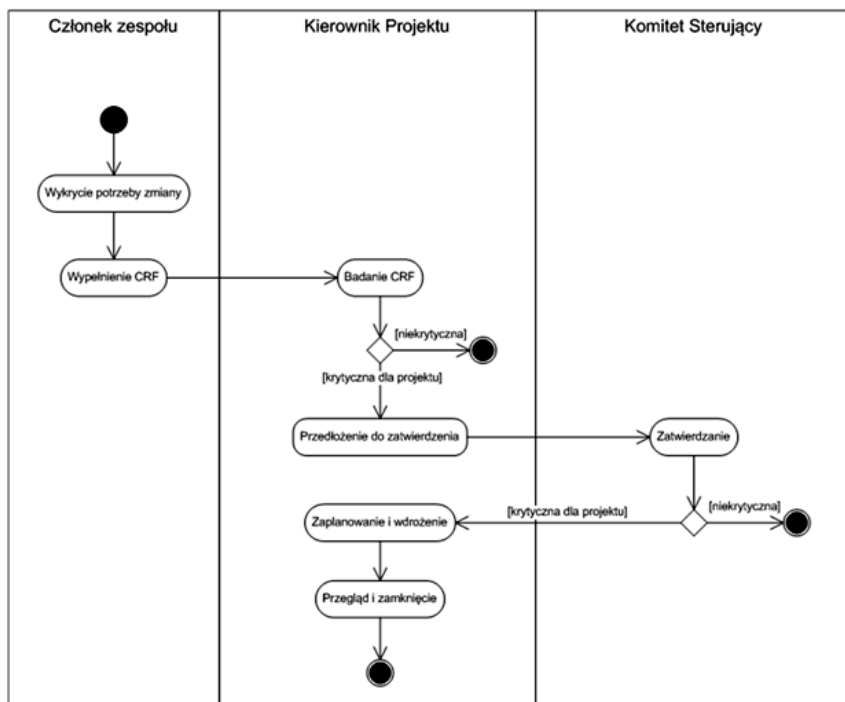 Członek zespołu
Kierownik Projektu
Komitet Sterujący
Wykrycie potrzeby zmiany
Wypełnienie CRF
Badanie CRF
[niekrytyczna]
[krytyczna dla projektu]
Przedłożenie do zatwierdzenia
Zatwierdzanie
Zaplanowanie i wdrożenie
[krytyczna dla projektu]
[niekrytyczna]
Przegląd i zamknięcie